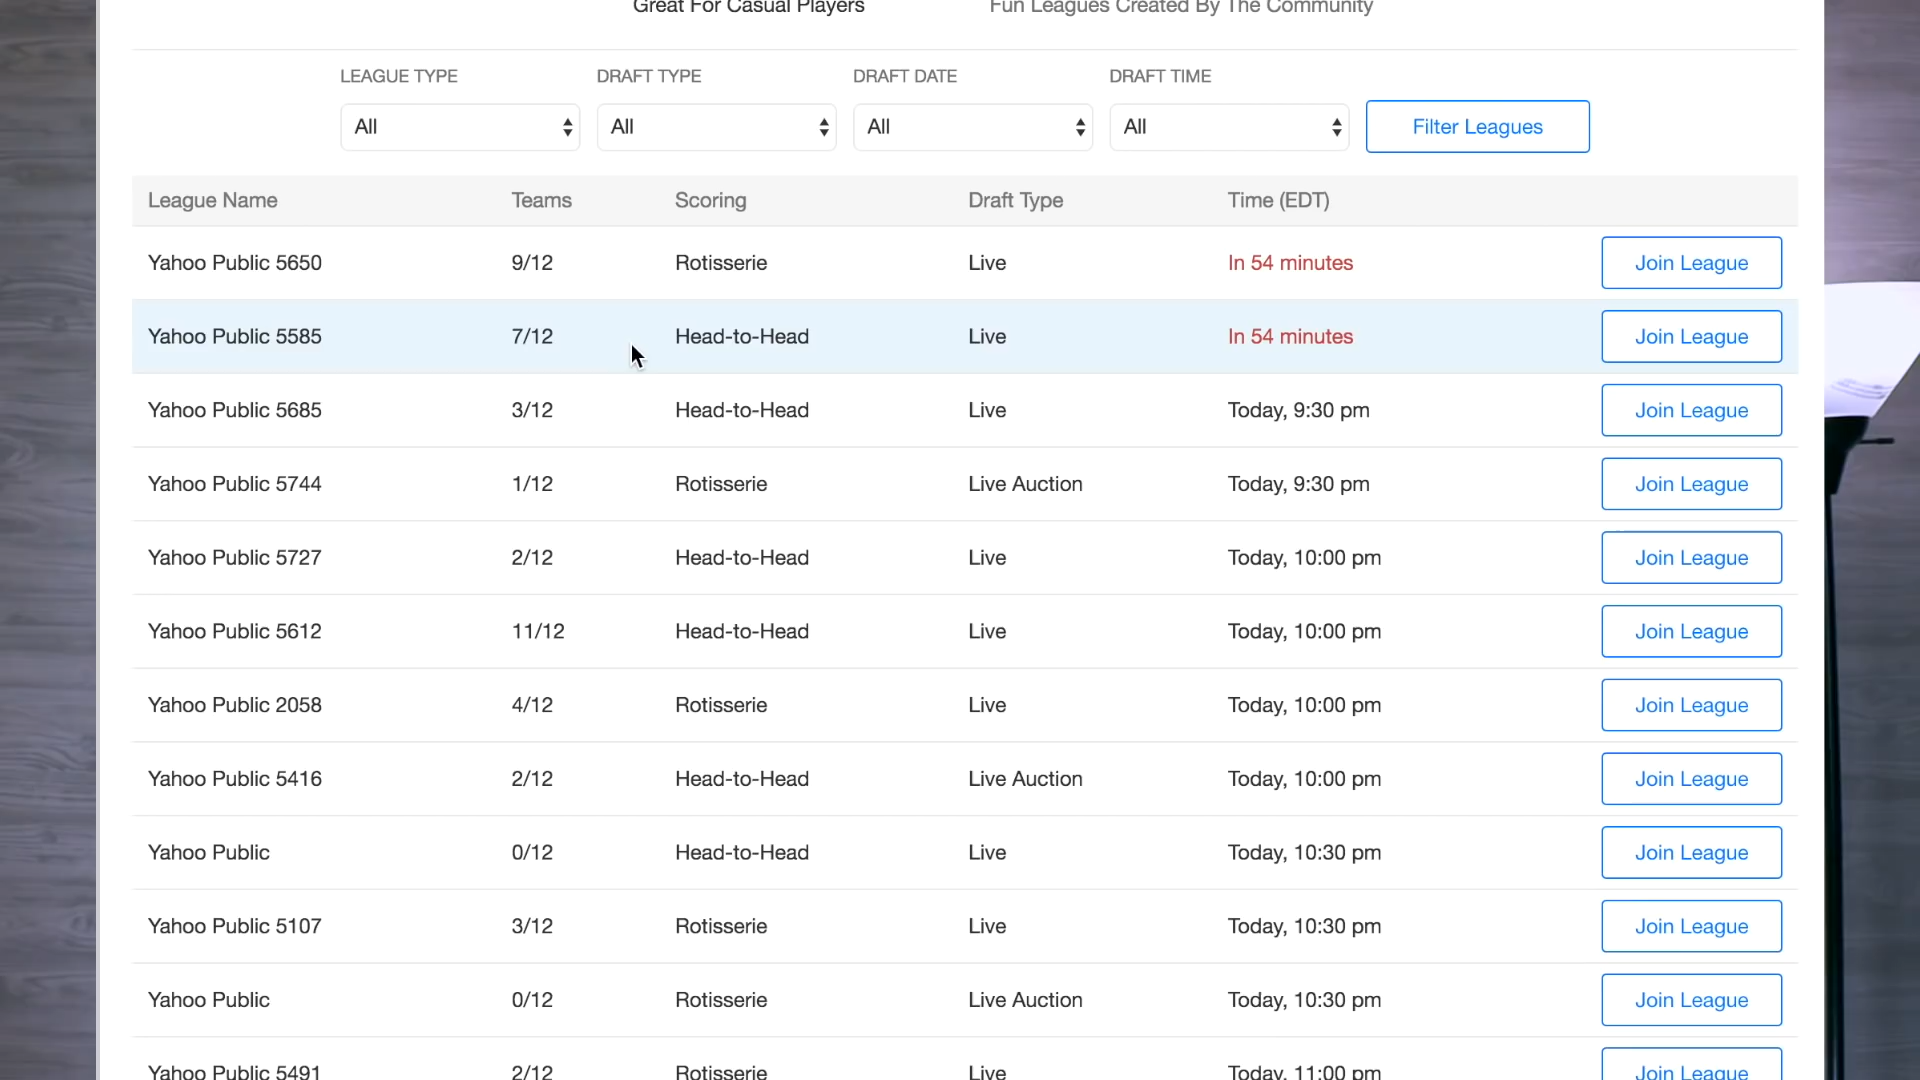 Great For Casual Players Fun Leagues Created By The Community
LEAGUE TYPE DRAFT TYPE DRAFT DATE DRAFT TIME
All All All All Filter Leagues
League Name Teams Scoring Draft Type Time (EDT)
Yahoo Public 5650 9/12 Rotisserie Live In 54 minutes Join League
Yahoo Public 5585 7/12 Head-to-Head Live In 54 minutes Join League
Yahoo Public 5685 3/12 Head-to-Head Live Today, 9:30 pm Join League
Yahoo Public 5744 1/12 Rotisserie Live Auction Today, 9:30 pm Join League
Yahoo Public 5727 2/12 Head-to-Head Live Today, 10:00 pm Join League
Yahoo Public 5612 11/12 Head-to-Head Live Today, 10:00 pm Join League
Yahoo Public 2058 4/12 Rotisserie Live Today, 10:00 pm Join League
Yahoo Public 5416 2/12 Head-to-Head Live Auction Today, 10:00 pm Join League
Yahoo Public 0/12 Head-to-Head Live Today, 10:30 pm Join League
Yahoo Public 5107 3/12 Rotisserie Live Today, 10:30 pm Join League
Yahoo Public 0/12 Rotisserie Live Auction Today, 10:30 pm Join League
Yahoo Public 5491 2/12 Rotisserie Live Today, 11:00 pm Join League